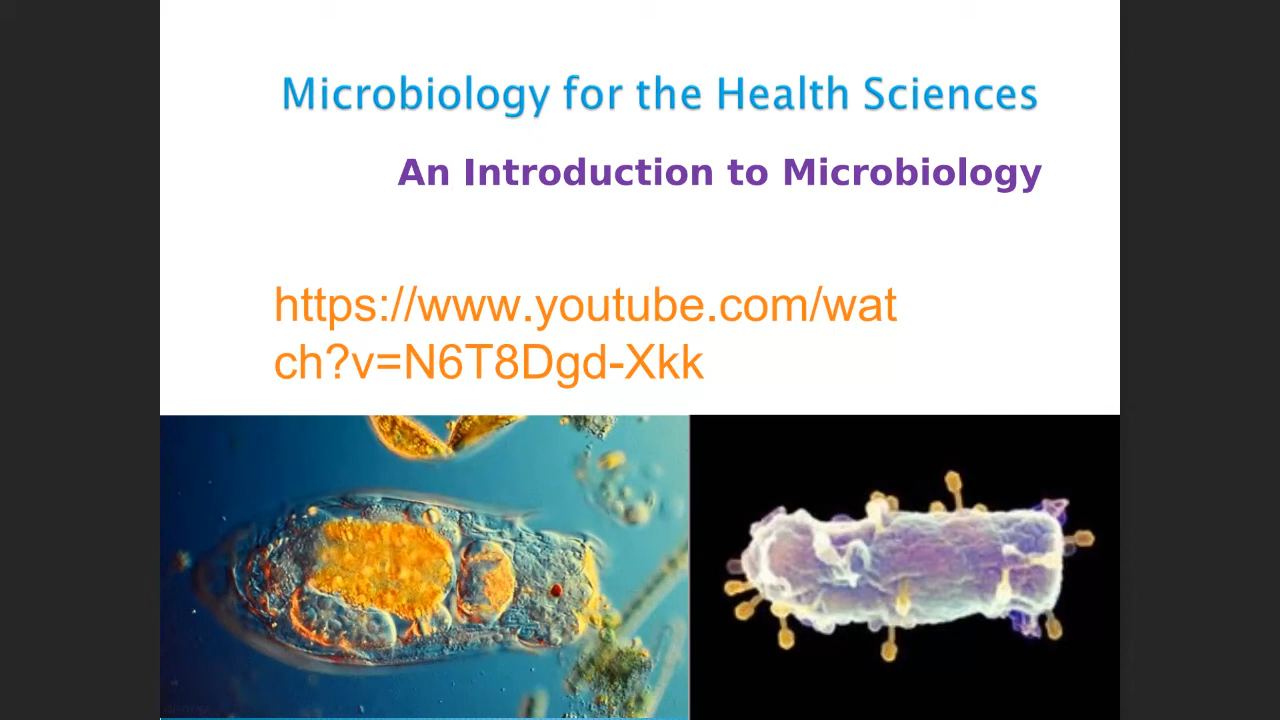 Microbiology for the Health Sciences
An Introduction to Microbiology
https://www.youtube.com/wat
ch?v=N6T8Dgd-Xkk